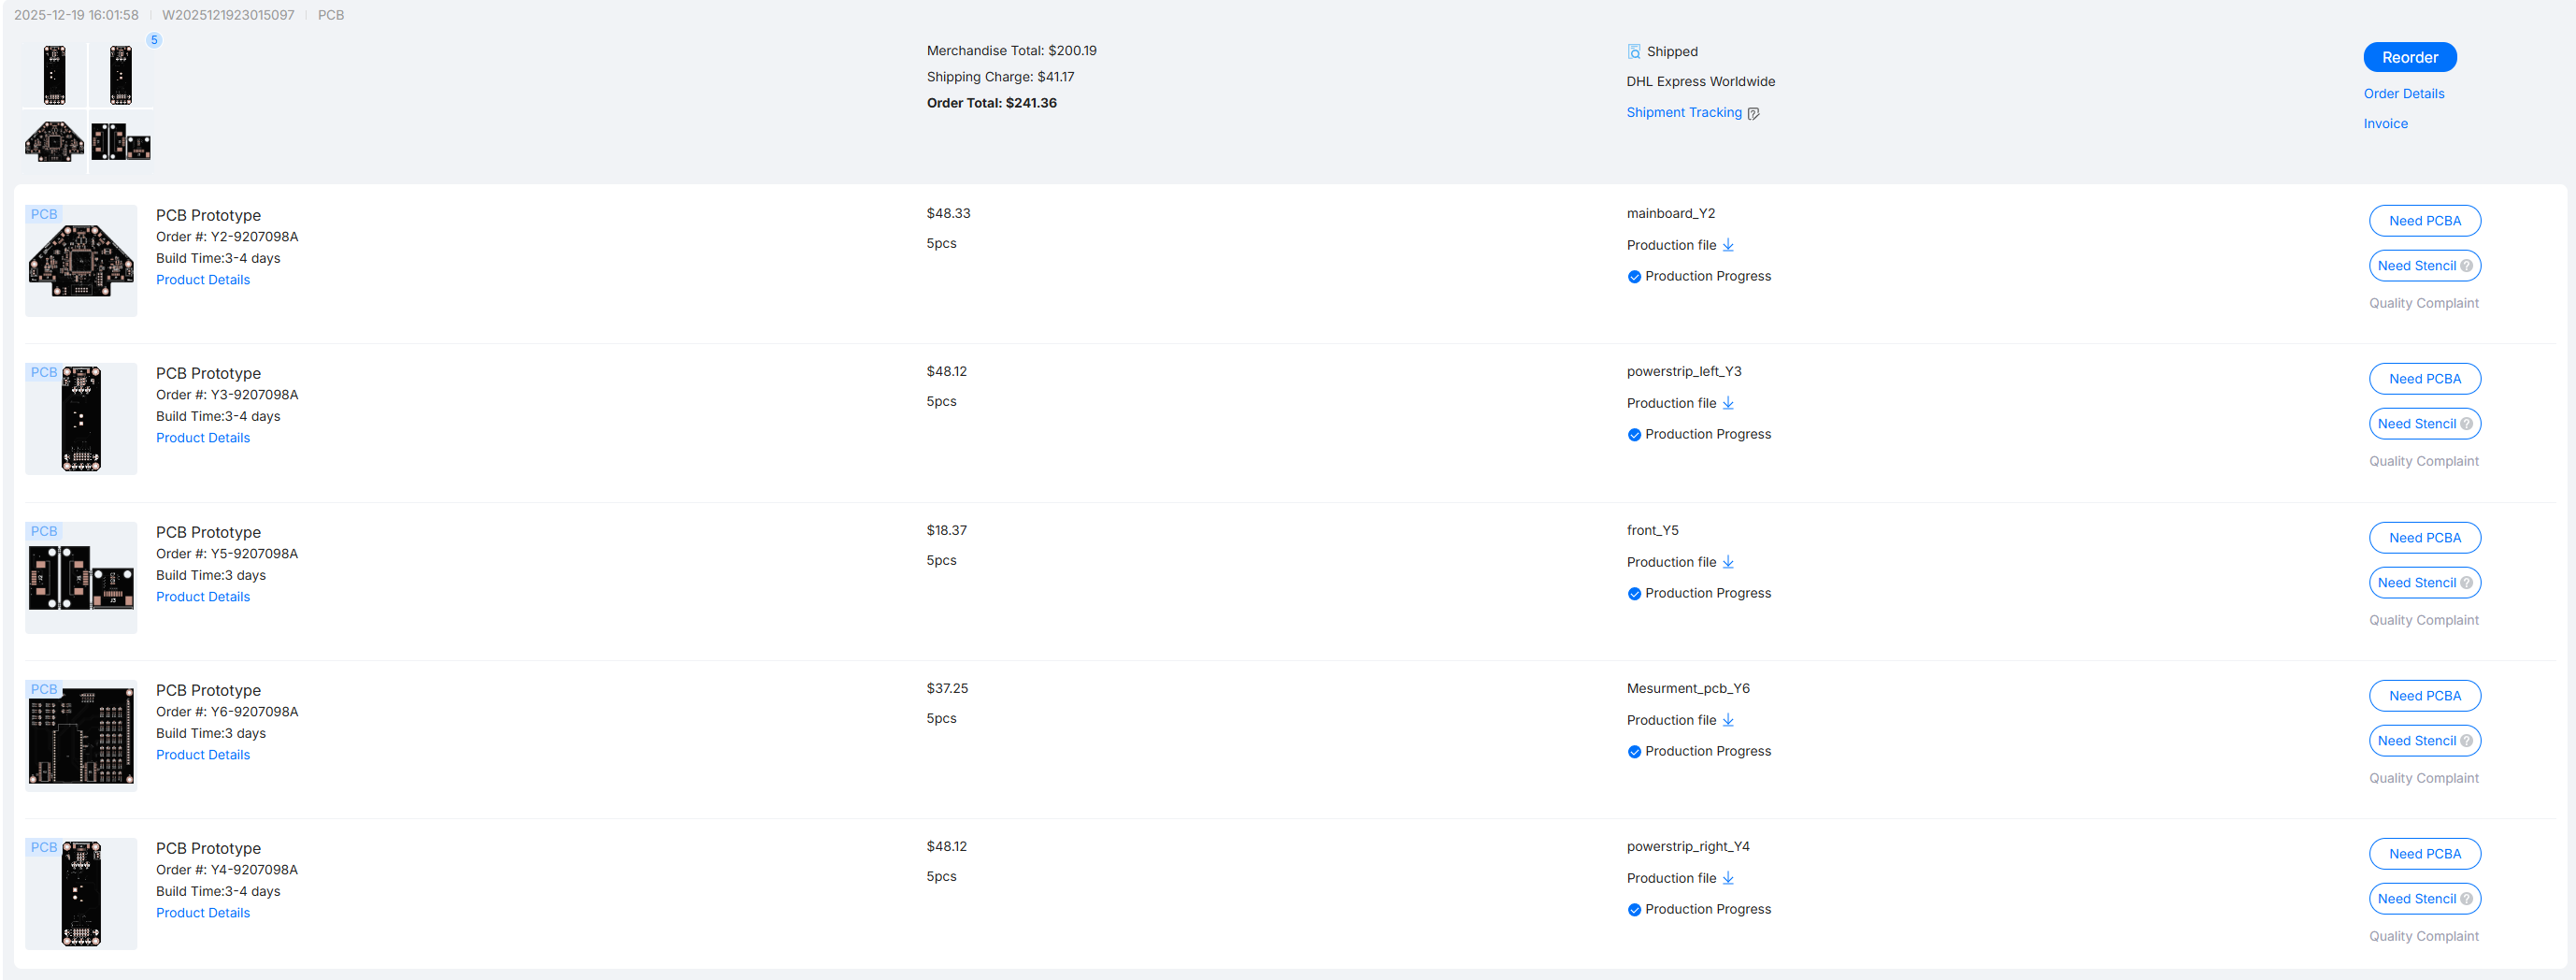 2025-12-19 16:01:58 | W2025121923015097 | PCB
5
Merchandise Total: $200.19
Shipping Charge: $41.17
Order Total: $241.36
Shipped
DHL Express Worldwide
Shipment Tracking
Reorder
Order Details
Invoice
PCB
PCB Prototype
Order #: Y2-9207098A
Build Time:3-4 days
Product Details
$48.33
5pcs
mainboard_Y2
Production file
Production Progress
Need PCBA
Need Stencil ?
Quality Complaint
PCB
PCB Prototype
Order #: Y3-9207098A
Build Time:3-4 days
Product Details
$48.12
5pcs
powerstrip_left_Y3
Production file
Production Progress
Need PCBA
Need Stencil ?
Quality Complaint
PCB
PCB Prototype
Order #: Y5-9207098A
Build Time:3 days
Product Details
$18.37
5pcs
front_Y5
Production file
Production Progress
Need PCBA
Need Stencil ?
Quality Complaint
PCB
PCB Prototype
Order #: Y6-9207098A
Build Time:3 days
Product Details
$37.25
5pcs
Mesurment_pcb_Y6
Production file
Production Progress
Need PCBA
Need Stencil ?
Quality Complaint
PCB
PCB Prototype
Order #: Y4-9207098A
Build Time:3-4 days
Product Details
$48.12
5pcs
powerstrip_right_Y4
Production file
Production Progress
Need PCBA
Need Stencil ?
Quality Complaint